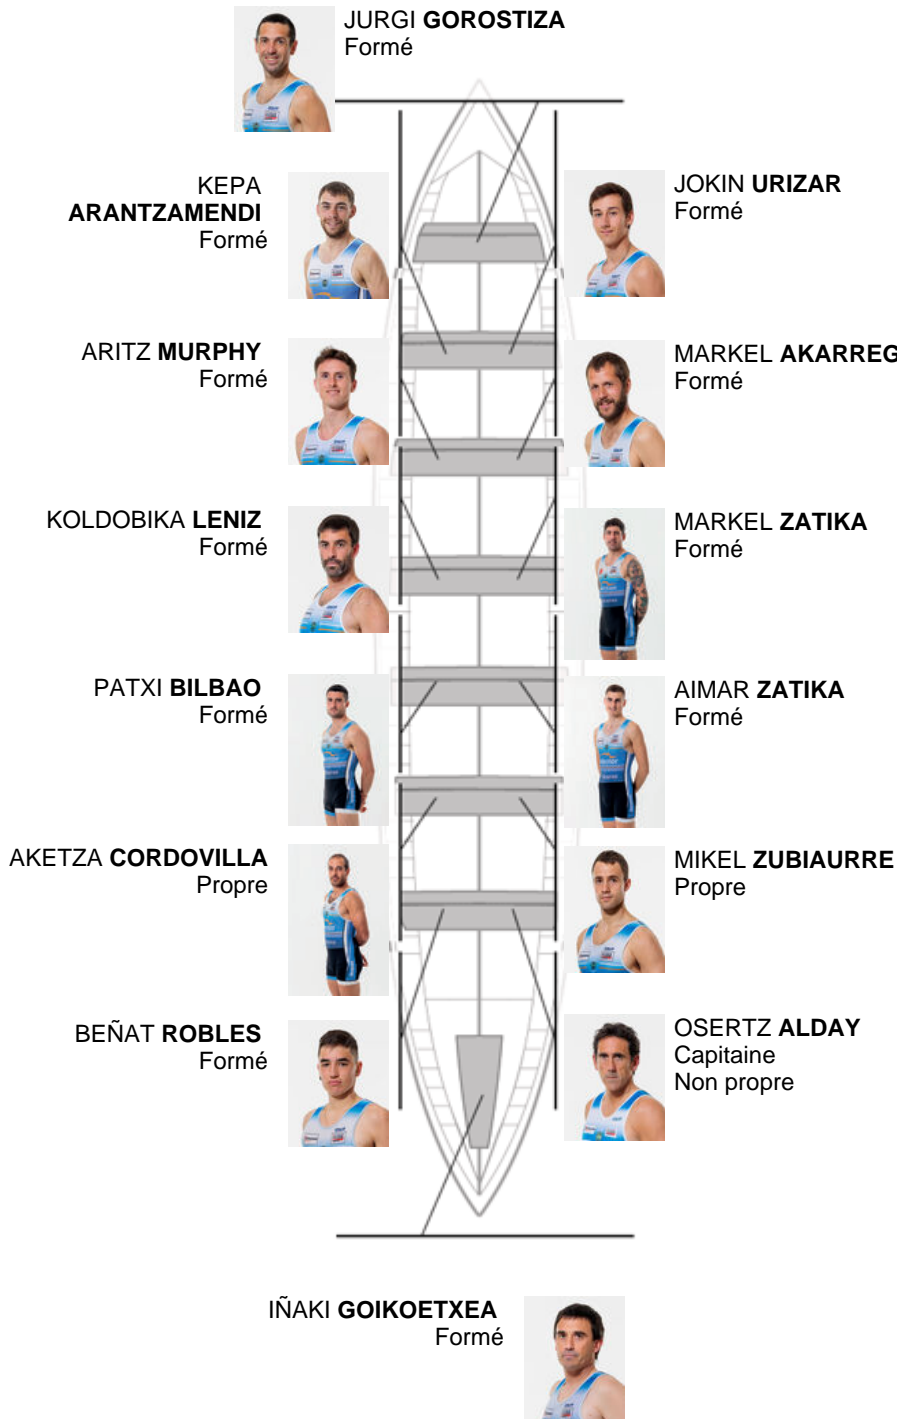 JURGI GOROSTIZA
Formé
KEPA
ARANTZAMENDI
Formé
JOKIN URIZAR
Formé
ARITZ MURPHY
Formé
MARKEL AKARREG
Formé
KOLDOBIKA LENIZ
Formé
MARKEL ZATIKA
Formé
PATXI BILBAO
Formé
AIMAR ZATIKA
Formé
AKETZA CORDOVILLA
Propre
MIKEL ZUBIAURRE
Propre
BEÑAT ROBLES
Formé
OSERTZ ALDAY
Capitaine
Non propre
IÑAKI GOIKOETXEA
Formé